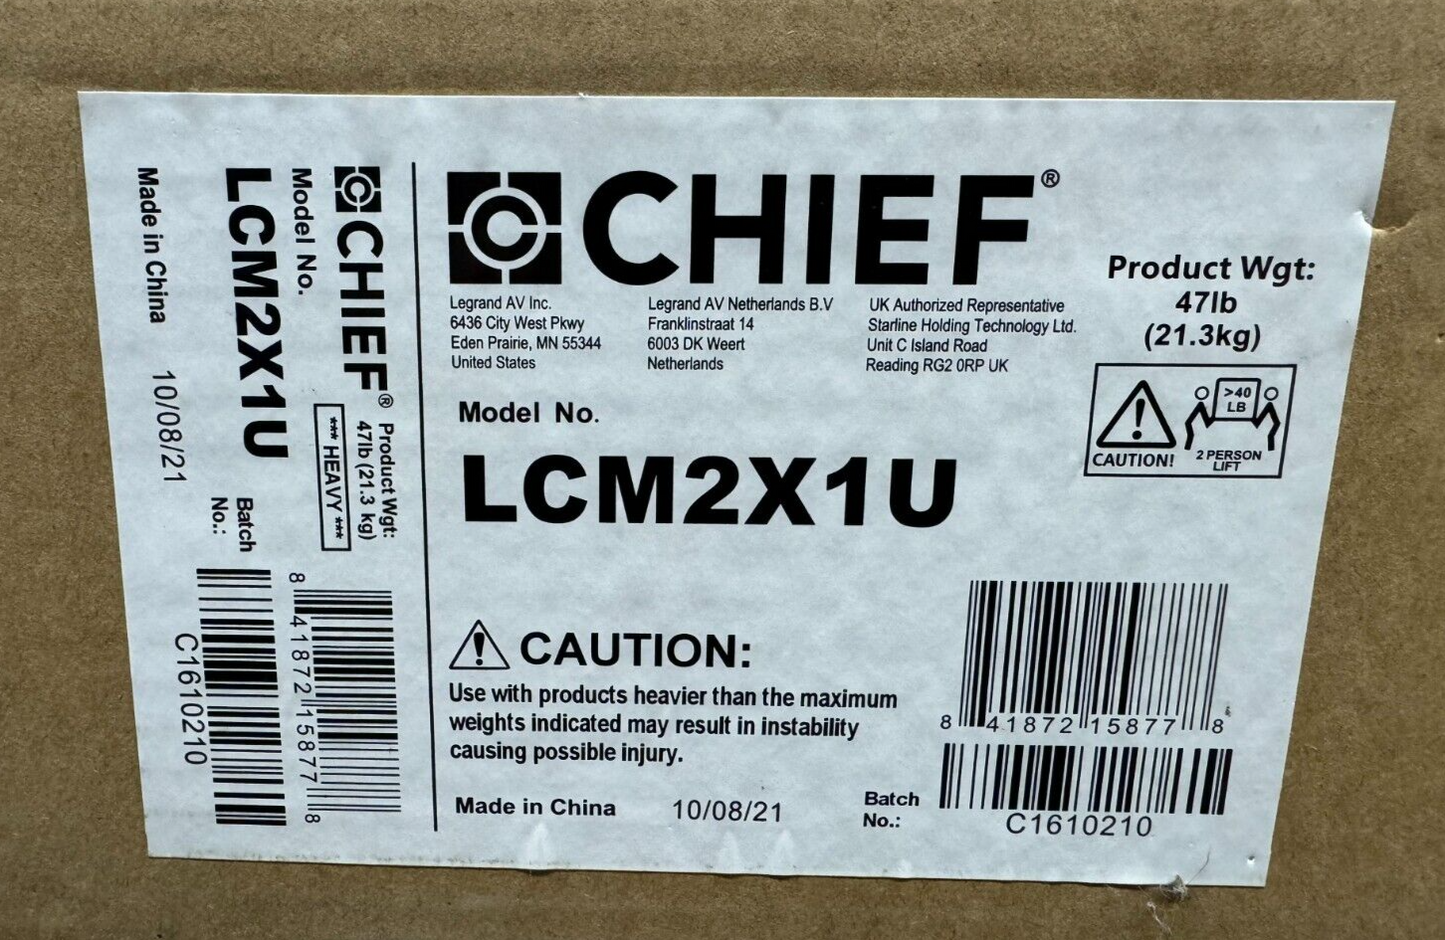 CHIEF®
Legrand AV Inc.
6436 City West Pkwy
Eden Prairie, MN 55344
United States
Legrand AV Netherlands B.V
Franklinstraat 14
6003 DK Weert
Netherlands
UK Authorized Representative
Starline Holding Technology Ltd.
Unit C Island Road
Reading RG2 0RP UK
Product Wgt:
47lb
(21.3kg)
>40
LB
CAUTION!
2 PERSON
LIFT
Model No.
LCM2X1U
CAUTION:
Use with products heavier than the maximum
weights indicated may result in instability
causing possible injury.
Made in China 10/08/21
Batch
No.:
8 41872 15877 8
C1610210
CHIEF®
Product Wgt:
47lb (21.3 kg)
*** HEAVY ***
Model No.
LCM2X1U
Made in China 10/08/21
Batch
No.:
8 41872 15877 8
C1610210